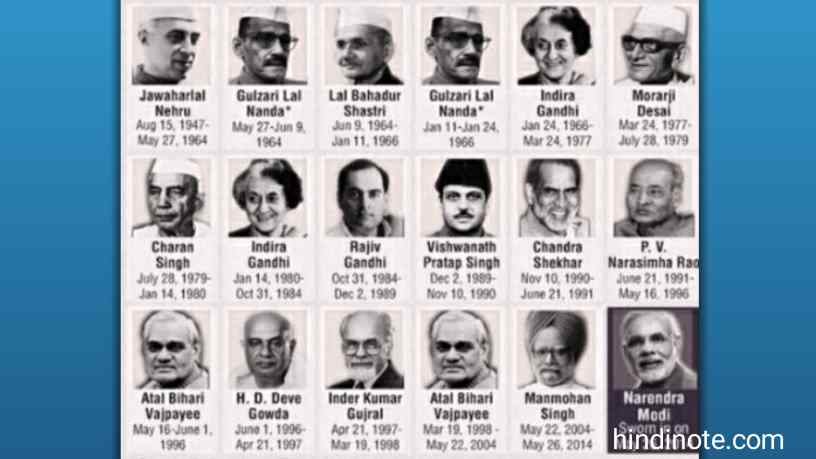 Jawaharlal
Nehru
Aug 15, 1947-
May 27, 1964
Gulzari Lal
Nanda*
May 27-Jun 9,
1964
Lal Bahadur
Shastri
Jun 9, 1964-
Jan 11, 1966
Gulzari Lal
Nanda*
Jan 11-Jan 24,
1966
Indira
Gandhi
Jan 24, 1966-
Mar 24, 1977
Morarji
Desai
Mar 24, 1977-
July 28, 1979
Charan
Singh
July 28, 1979-
Jan 14, 1980
Indira
Gandhi
Jan 14, 1980-
Oct 31, 1984
Rajiv
Gandhi
Oct 31, 1984-
Dec 2, 1989
Vishwanath
Pratap Singh
Dec 2, 1989-
Nov 10, 1990
Chandra
Shekhar
Nov 10, 1990-
June 21, 1991
P. V.
Narasimha Rao
June 21, 1991-
May 16, 1996
Atal Bihari
Vajpayee
May 16-June 1,
1996
H. D. Deve
Gowda
June 1, 1996-
Apr 21, 1997
Inder Kumar
Gujral
Apr 21, 1997-
Mar 19, 1998
Atal Bihari
Vajpayee
Mar 19, 1998 -
May 22, 2004
Manmohan
Singh
May 22, 2004-
May 26, 2014
Narendra
Modi
Sworn on
hindinote.com